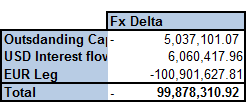 Fx Delta
Outsdanding Cap - 5,037,101.07
USD Interest flow 6,060,417.96
EUR Leg -100,901,627.81
Total - 99,878,310.92